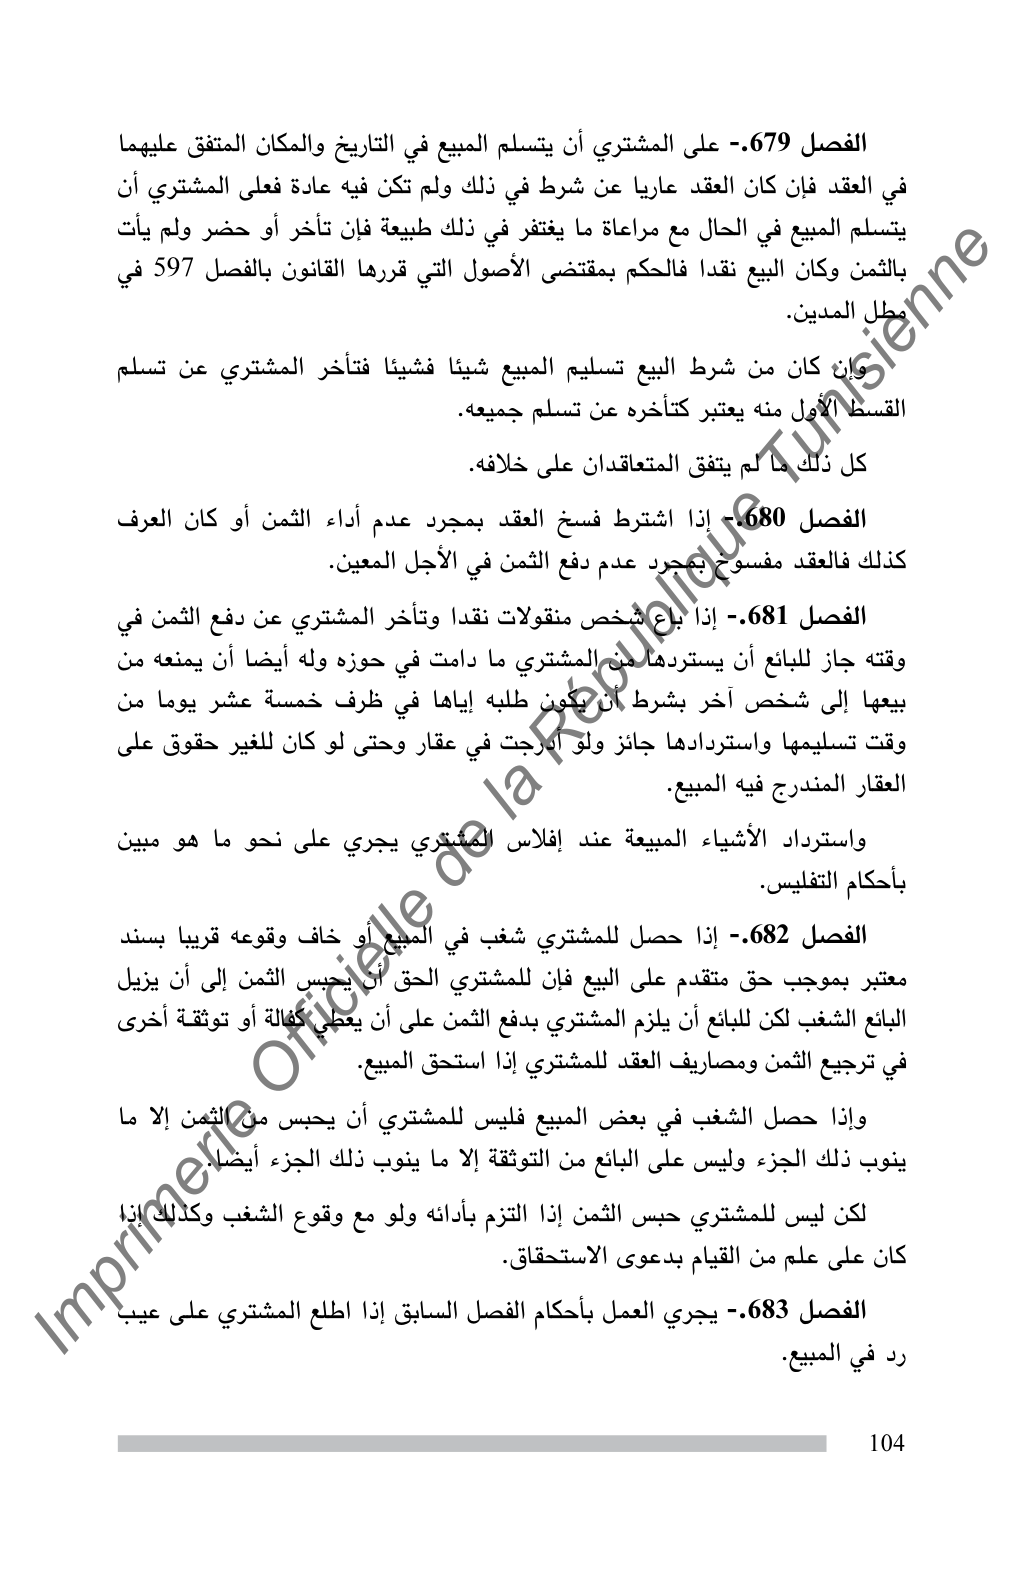 الفصل 679.- على المشتري أن يتسلم المبيع في التاريخ والمكان المتفق عليهما
في العقد فإن كان العقد عاريا عن شرط في ذلك ولم تكن فيه عادة فعلى المشتري أن
يتسلم المبيع في الحال مع مراعاة ما يغتفر في ذلك طبيعة فإن تأخر أو حضر ولم يأت
بالثمن وكان البيع نقدا فالحكم بمقتضى الأصول التي قررها القانون بالفصل 597 في
مطل المدين.
وإن كان من شرط البيع تسليم المبيع شيئا فشيئا فتأخر المشتري عن تسلم
القسط الأول منه يعتبر كتأخره عن تسلم جميعه.
كل ذلك ما لم يتفق المتعاقدان على خلافه.
الفصل 680.- إذا اشترط فسخ العقد بمجرد عدم أداء الثمن أو كان العرف
كذلك فالعقد مفسوخ بمجرد عدم دفع الثمن في الأجل المعين.
الفصل 681.- إذا باع شخص منقولات نقدا وتأخر المشتري عن دفع الثمن في
وقته جاز للبائع أن يستردها من المشتري ما دامت في حوزه وله أيضا أن يمنعه من
بيعها إلى شخص آخر بشرط أن يكون طلبه إياها في ظرف خمسة عشر يوما من
وقت تسليمها واستردادها جائز ولو أدرجت في عقار وحتى لو كان للغير حقوق على
العقار المندرج فيه المبيع.
واسترداد الأشياء المبيعة عند إفلاس المشتري يجري على نحو ما هو مبين
بأحكام التفليس.
الفصل 682.- إذا حصل للمشتري شغب في المبيع أو خاف وقوعه قريبا بسند
معتبر بموجب حق متقدم على البيع فإن للمشتري الحق أن يحبس الثمن إلى أن يزيل
البائع الشغب لكن للبائع أن يلزم المشتري بدفع الثمن على أن يعطي كفالة أو توثقة أخرى
في ترجيع الثمن ومصاريف العقد للمشتري إذا استحق المبيع.
وإذا حصل الشغب في بعض المبيع فليس للمشتري أن يحبس من الثمن إلا ما
ينوب ذلك الجزء وليس على البائع من التوثقة إلا ما ينوب ذلك الجزء أيضا.
لكن ليس للمشتري حبس الثمن إذا التزم بأدائه ولو مع وقوع الشغب وكذلك إذا
كان على علم من القيام بدعوى الاستحقاق.
الفصل 683.- يجري العمل بأحكام الفصل السابق إذا اطلع المشتري على عيب
رد في المبيع.
104
Imprimerie Officielle de la République Tunisienne